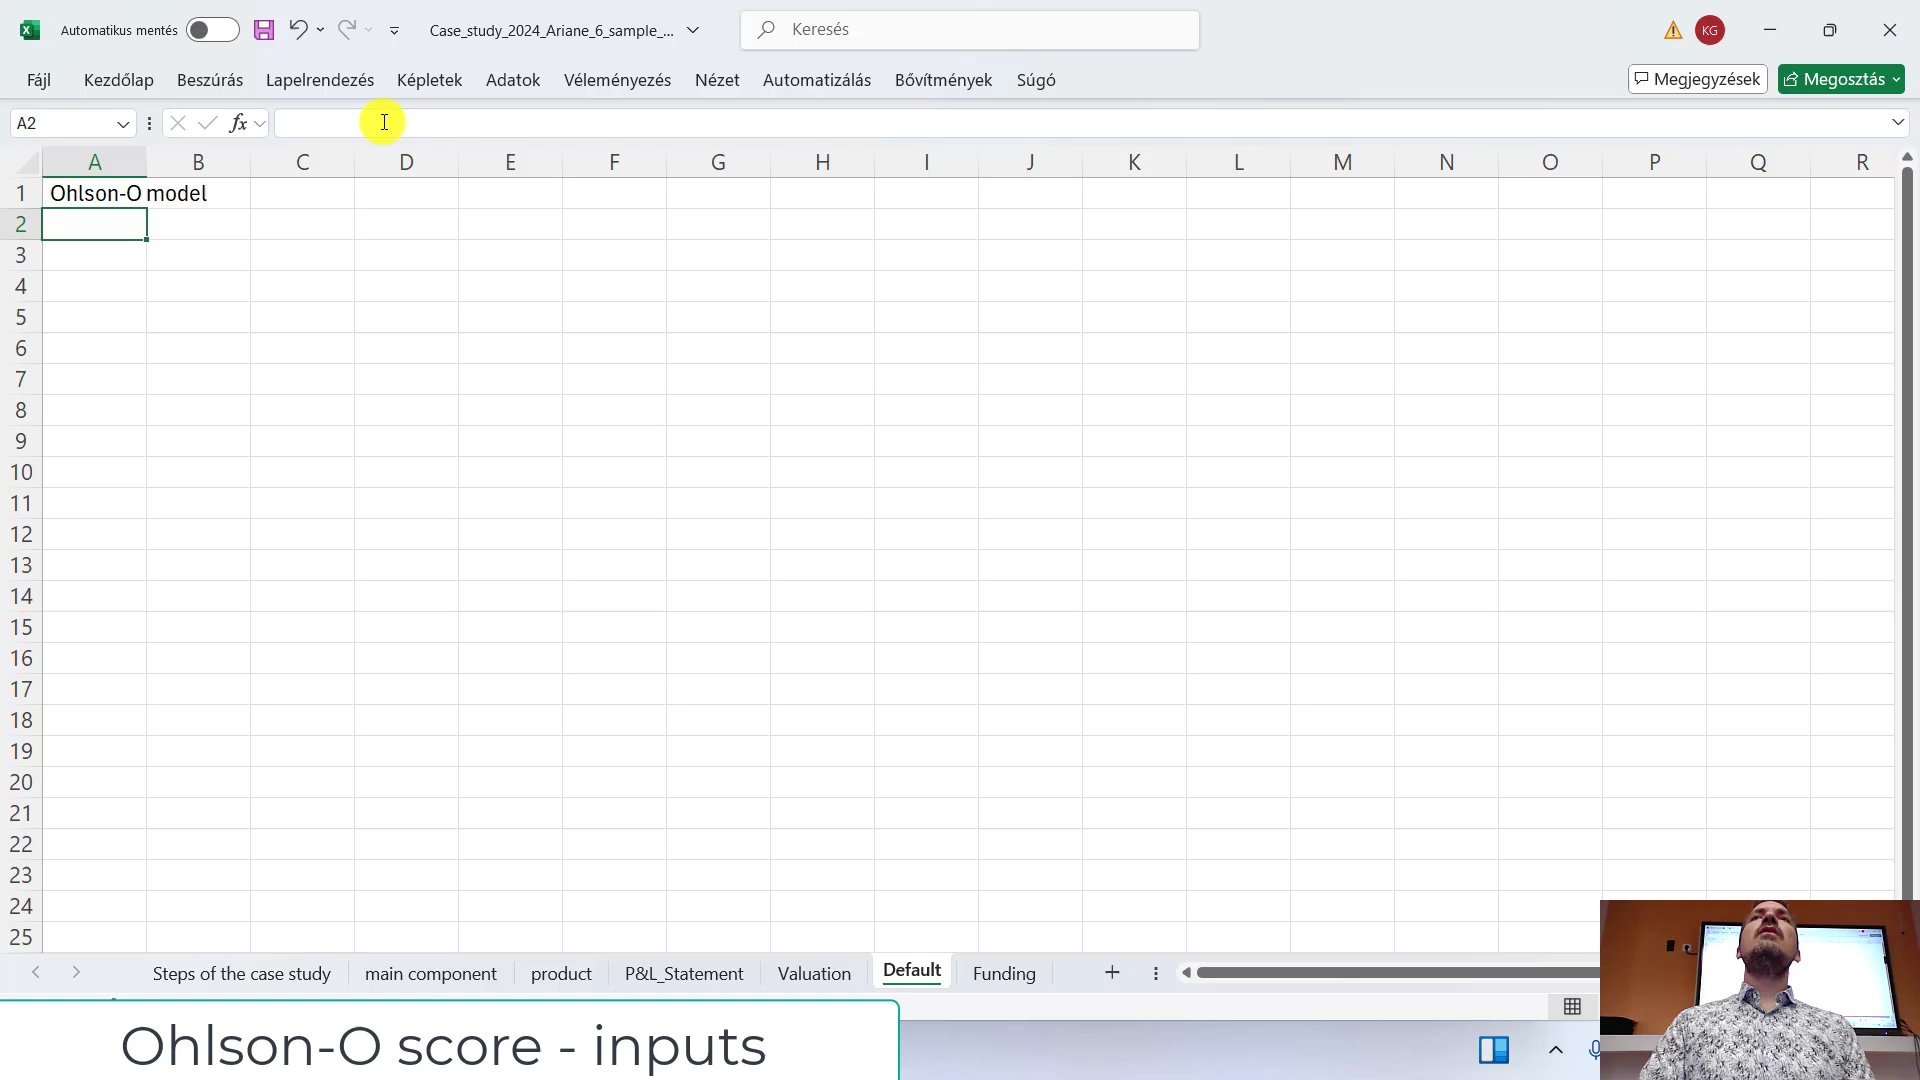 Automatikus mentés
Case_study_2024_Ariane_6_sample_...
Keresés
KG
Fájl Kezdőlap Beszúrás Lapelrendezés Képletek Adatok Véleményezés Nézet Automatizálás Bővítmények Súgó
Megjegyzések Megosztás
A2
fx
A B C D E F G H I J K L M N O P Q R
1 Ohlson-O model
2
3
4
5
6
7
8
9
10
11
12
13
14
15
16
17
18
19
20
21
22
23
24
25
Steps of the case study main component product P&L_Statement Valuation Default Funding
Ohlson-O score - inputs